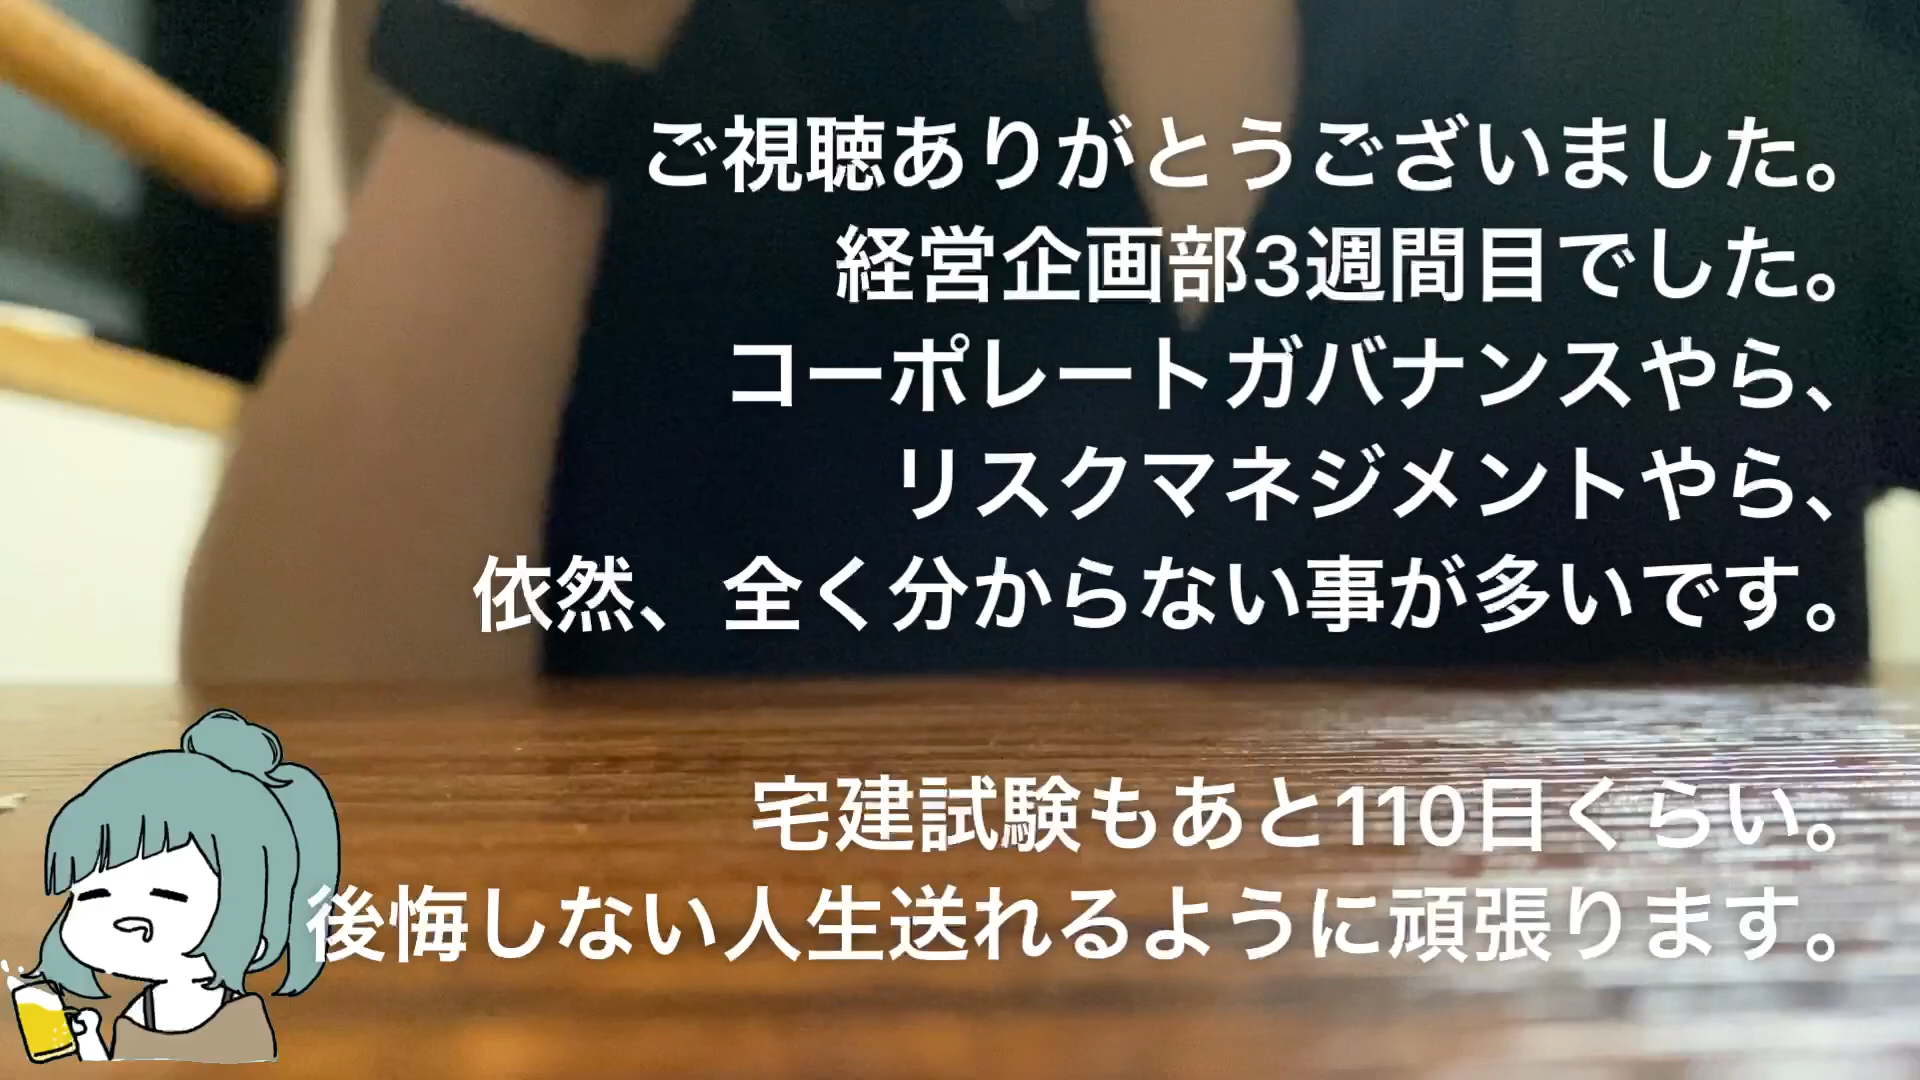 ご視聴ありがとうございました。
経営企画部3週間目でした。
コーポレートガバナンスやら、
リスクマネジメントやら、
依然、全く分からない事が多いです。
宅建試験もあと110日くらい。
後悔しない人生送れるように頑張ります。